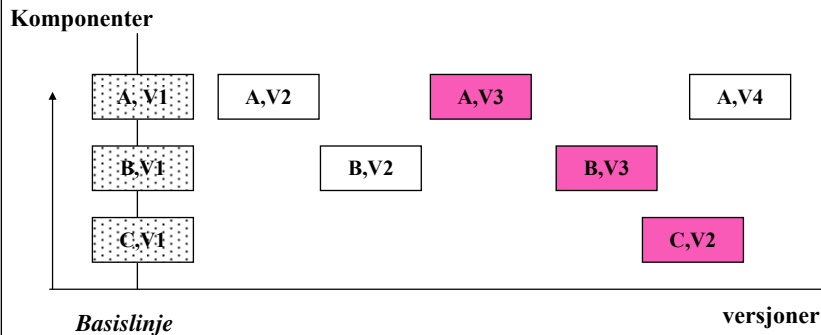 Komponenter
A, V1
A,V2
A,V3
A,V4
B,V1
B,V2
B,V3
C,V1
C,V2
Basislinje
versjoner